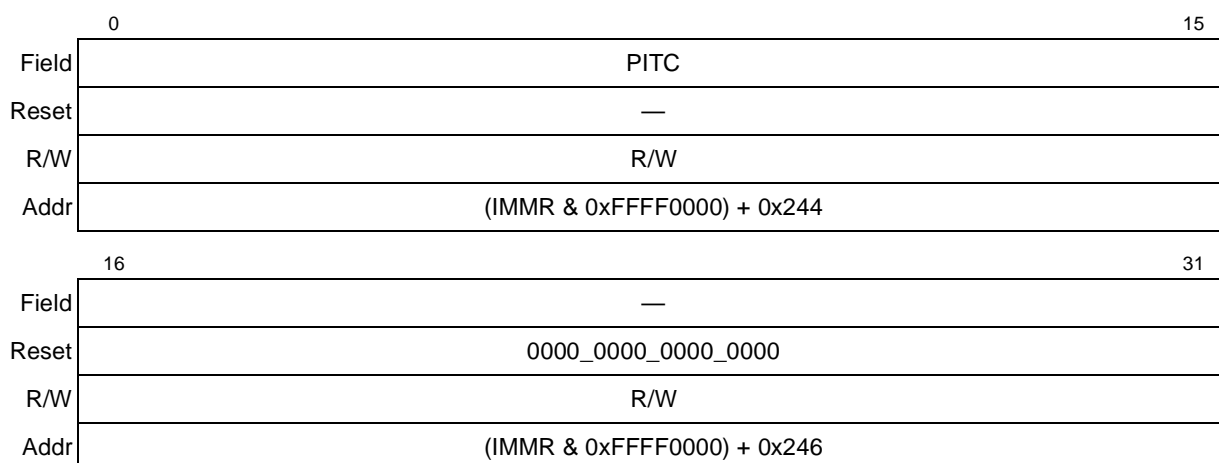 0 15
Field PITC
Reset —
R/W R/W
Addr (IMMR & 0xFFFF0000) + 0x244
16 31
Field —
Reset 0000_0000_0000_0000
R/W R/W
Addr (IMMR & 0xFFFF0000) + 0x246